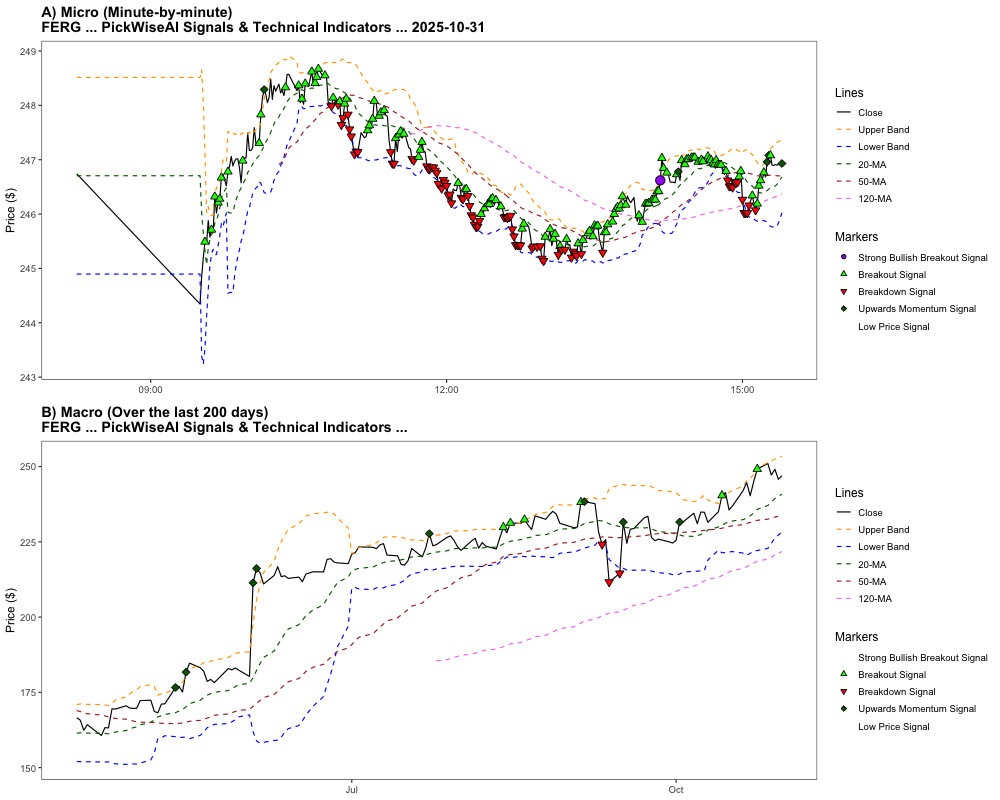 A) Micro (Minute-by-minute)
FERG ... PickWiseAI Signals & Technical Indicators ... 2025-10-31
Price ($)
249
248
247
246
245
244
243
09:00
12:00
15:00
Lines
Close
Upper Band
Lower Band
20-MA
50-MA
120-MA
Markers
Strong Bullish Breakout Signal
Breakout Signal
Breakdown Signal
Upwards Momentum Signal
Low Price Signal
B) Macro (Over the last 200 days)
FERG ... PickWiseAI Signals & Technical Indicators ...
Price ($)
250
225
200
175
150
Jul
Oct
Lines
Close
Upper Band
Lower Band
20-MA
50-MA
120-MA
Markers
Strong Bullish Breakout Signal
Breakout Signal
Breakdown Signal
Upwards Momentum Signal
Low Price Signal